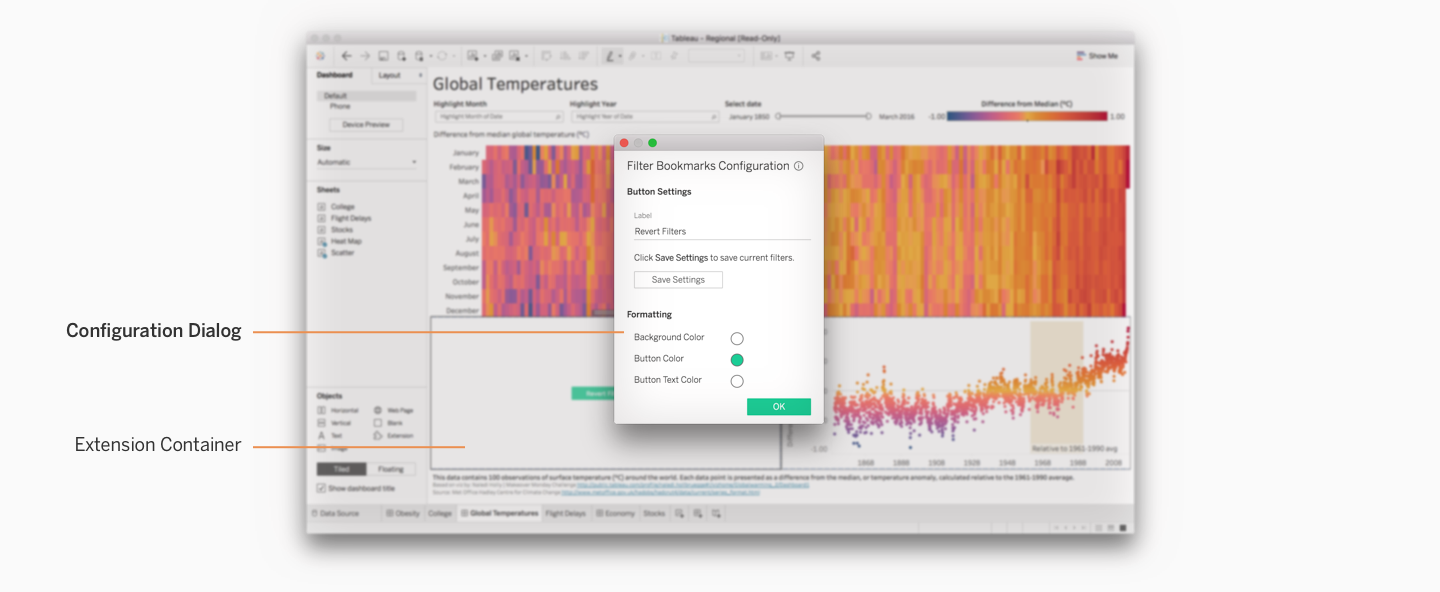 Tableau - Regional [Read-Only]
Show Me
Dashboard
Layout
Default
Phone
Device Preview
Size
Automatic
Sheets
College
Flight Delays
Stocks
Heat Map
Scatter
Objects
Horizontal
Web Page
Vertical
Blank
Text
Extension
Image
Tiled
Floating
Show dashboard title
Global Temperatures
Highlight Month
Highlight Year
Select date
Difference from Median (°C)
Highlight Month of Date
Highlight Year of Date
January 1850
March 2016
-1.00
1.00
Difference from median global temperature (°C)
January
February
March
April
May
June
July
August
September
October
November
December
Filter Bookmarks Configuration
Button Settings
Label
Revert Filters
Click Save Settings to save current filters.
Save Settings
Formatting
Background Color
Button Color
Button Text Color
OK
Configuration Dialog
Extension Container
Revert
-1.00
Relative to 1961-1990 avg
1868
1888
1908
1928
1948
1968
1988
2008
This data contains 100 observations of surface temperature (°C) around the world. Each data point is presented as a difference from the median, or temperature anomaly, calculated relative to the 1961-1990 average.
Data Source
Obesity
College
Global Temperatures
Flight Delays
Economy
Stocks